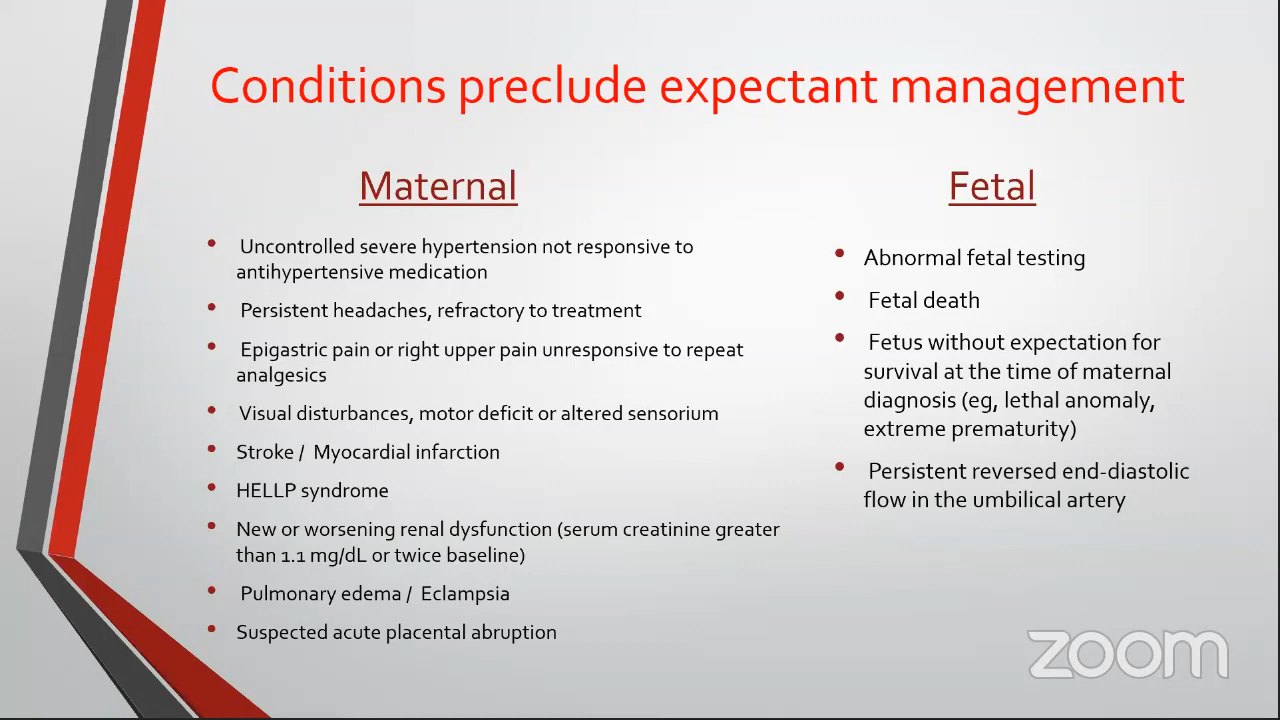 Conditions preclude expectant management
Maternal
• Uncontrolled severe hypertension not responsive to
antihypertensive medication
• Persistent headaches, refractory to treatment
• Epigastric pain or right upper pain unresponsive to repeat
analgesics
• Visual disturbances, motor deficit or altered sensorium
• Stroke / Myocardial infarction
• HELLP syndrome
• New or worsening renal dysfunction (serum creatinine greater
than 1.1 mg/dL or twice baseline)
• Pulmonary edema / Eclampsia
• Suspected acute placental abruption
Fetal
• Abnormal fetal testing
• Fetal death
• Fetus without expectation for
survival at the time of maternal
diagnosis (eg, lethal anomaly,
extreme prematurity)
• Persistent reversed end-diastolic
flow in the umbilical artery
zoom